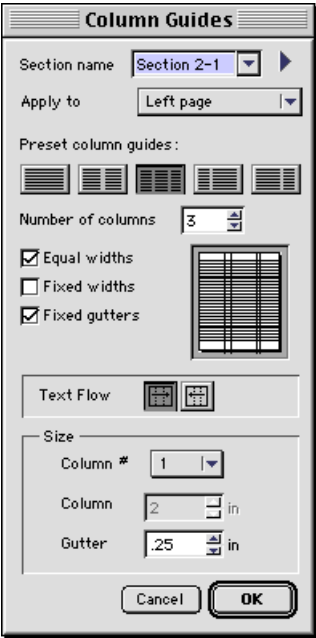 Column Guides
Section name Section 2-1
Apply to Left page
Preset column guides:
Number of columns 3
Equal widths
Fixed widths
Fixed gutters
Text Flow
Size
Column # 1
Column 2 in
Gutter .25 in
Cancel OK